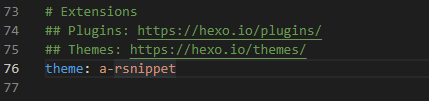 73 # Extensions
74 ## Plugins: https://hexo.io/plugins/
75 ## Themes: https://hexo.io/themes/
76 theme: a-rsnippet
77